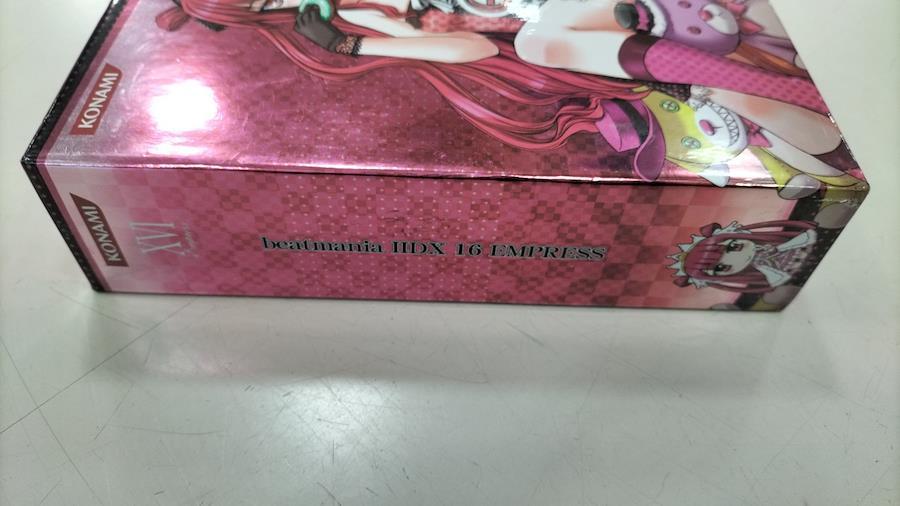 KONAMI
KONAMI
XVI
beatmania IIDX 16 EMPRESS